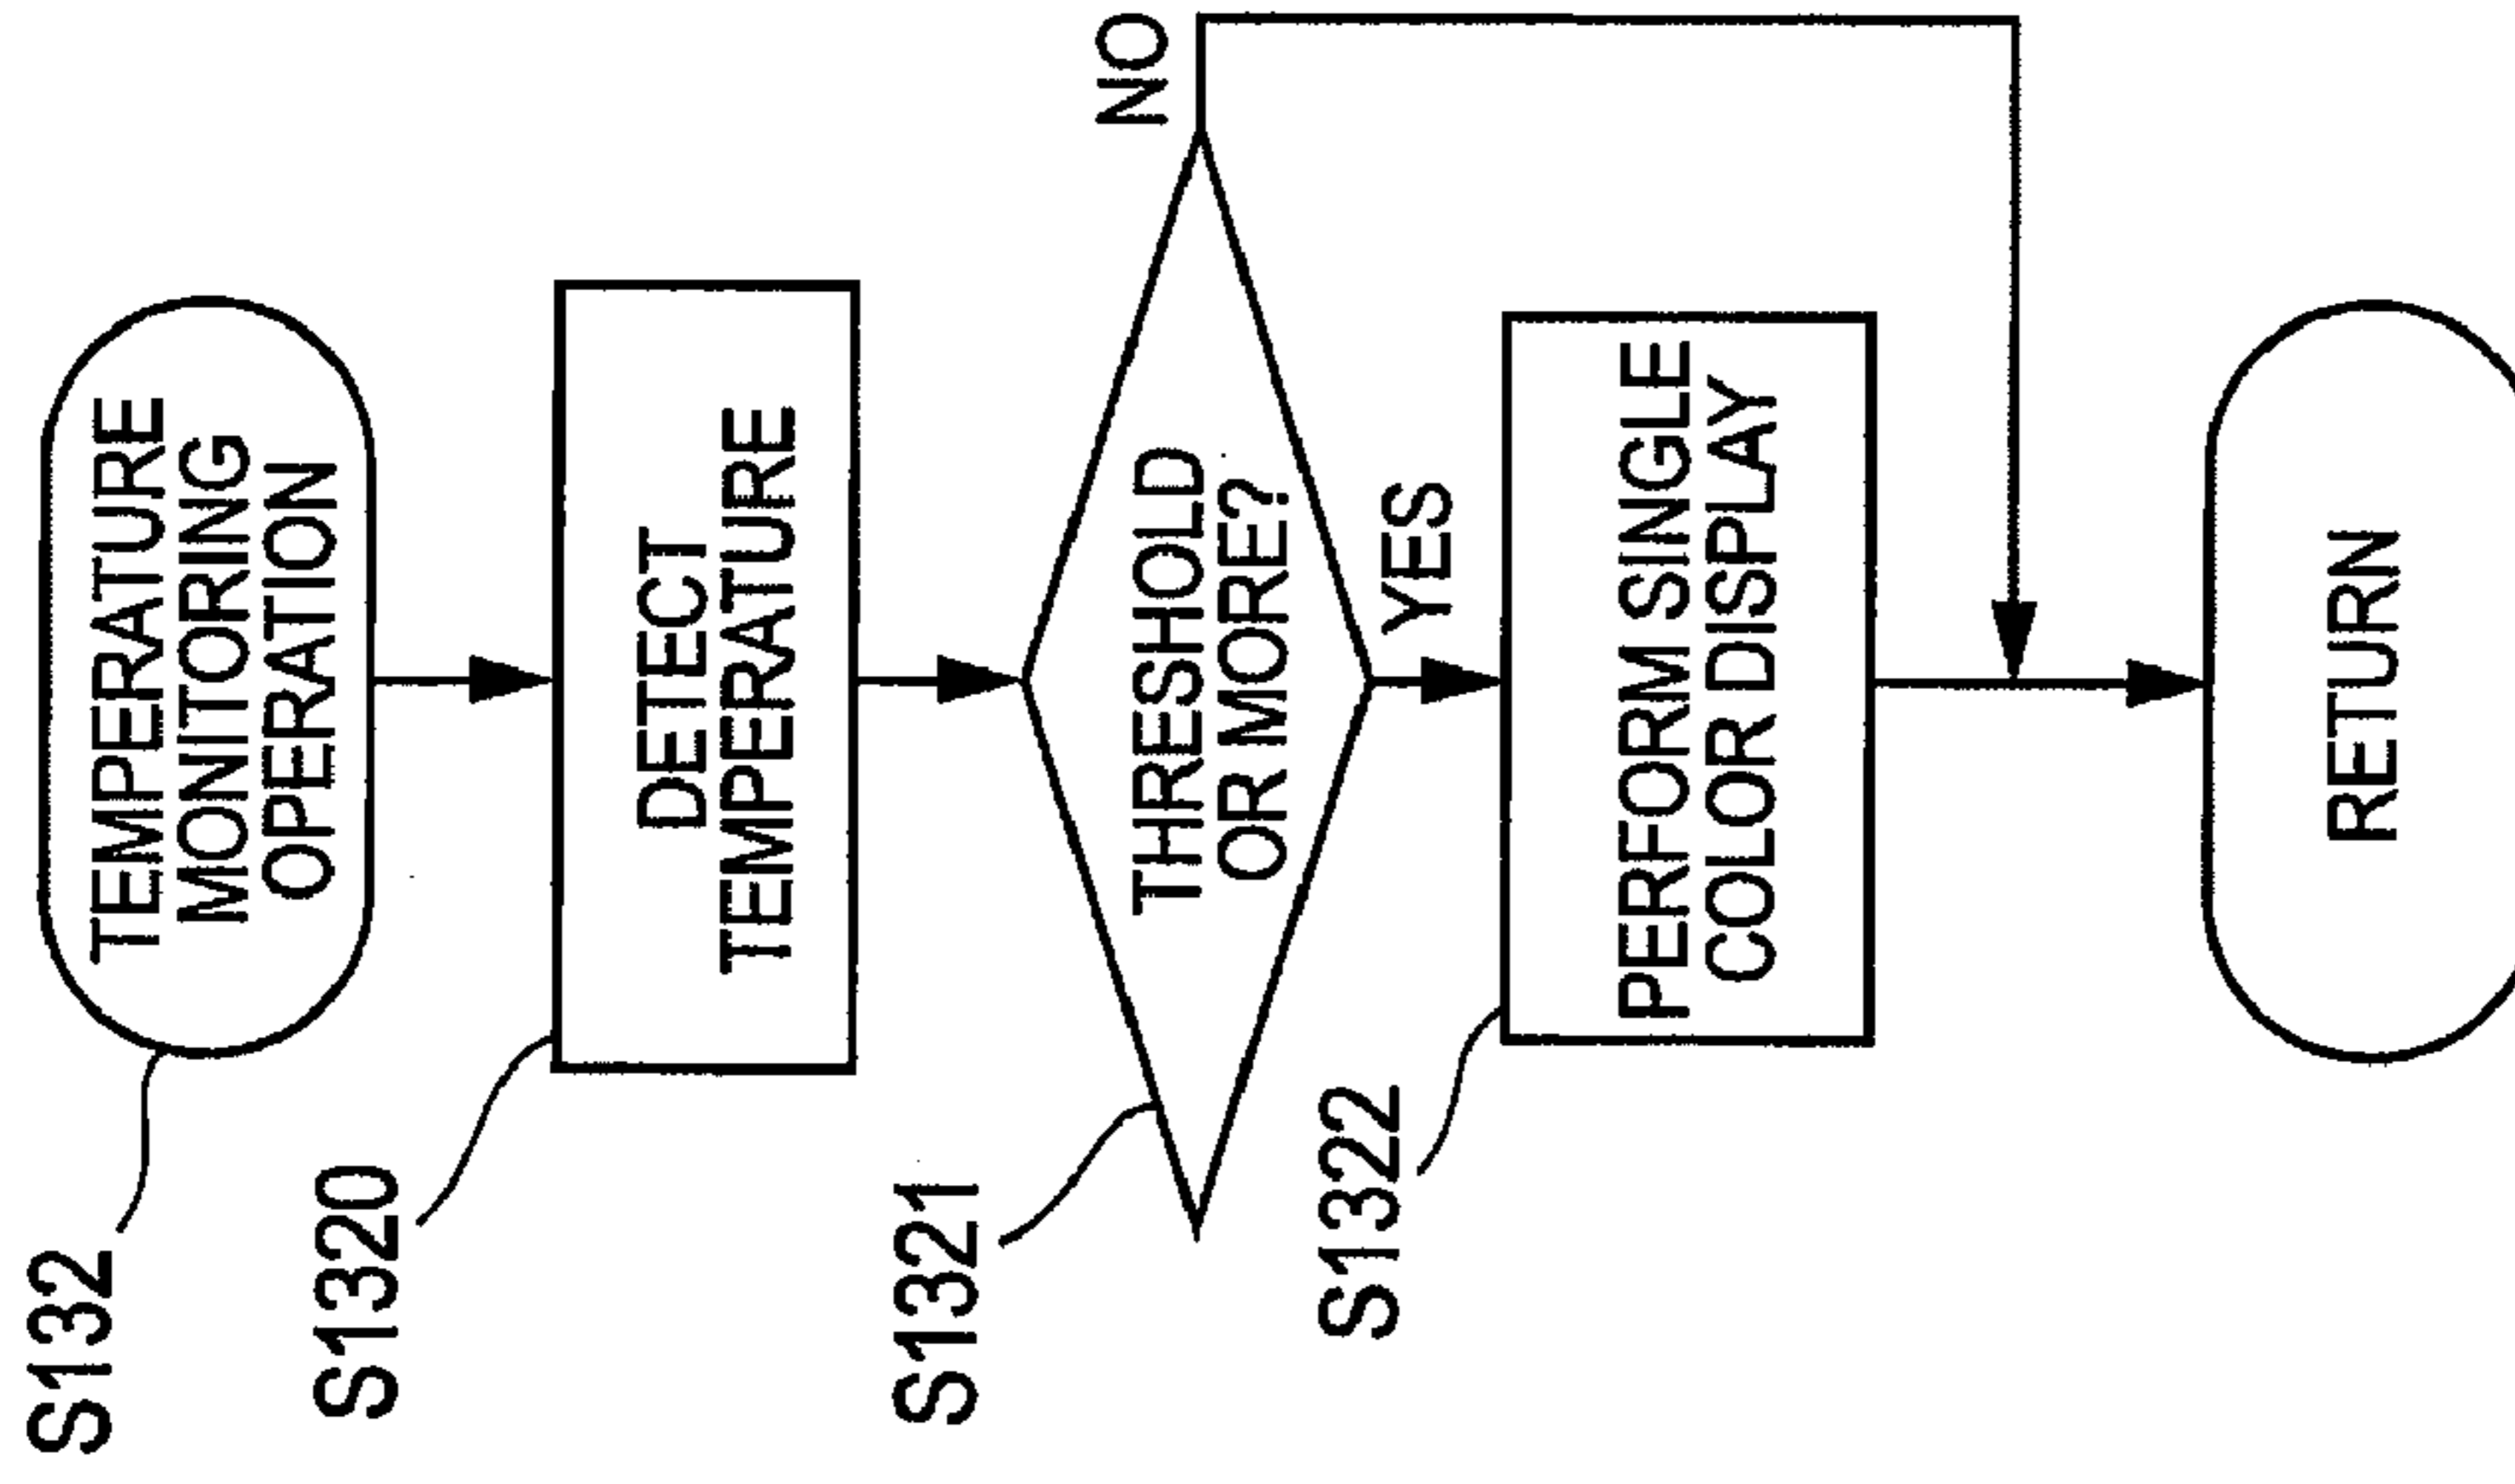 S132
TEMPERATURE
MONITORING
OPERATION
S1320
DETECT
TEMPERATURE
S1321
THRESHOLD
OR MORE?
NO
YES
S1322
PERFORM SINGLE
COLOR DISPLAY
RETURN